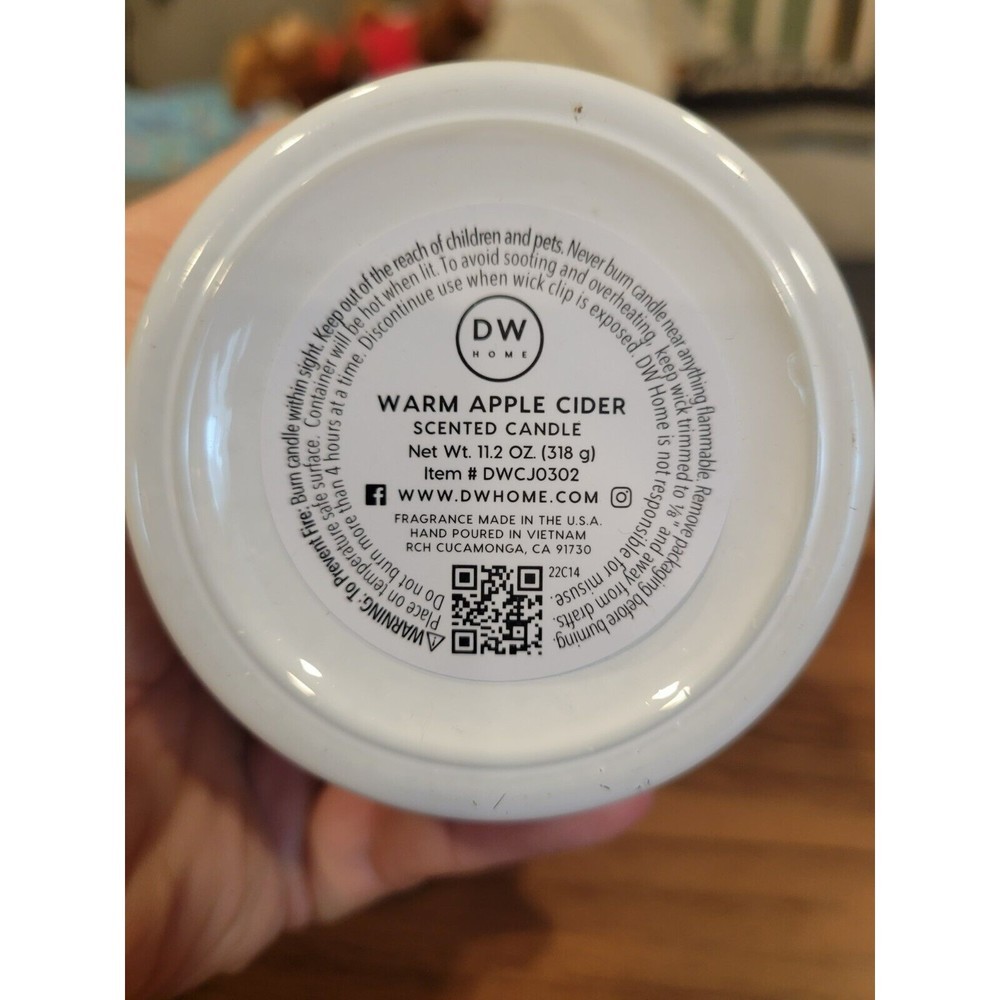 ⚠WARNING: To Prevent Fire: Burn candle within sight. Keep out of the reach of children and pets. Never burn candle near anything flammable. Remove packaging before burning.
Place on temperature safe surface. Container will be hot when lit. To avoid sooting and overheating, keep wick trimmed to ⅛" and away from drafts.
Do not burn more than 4 hours at a time. Discontinue use when wick clip is exposed. DW Home is not responsible for misuse.
DW
HOME
WARM APPLE CIDER
SCENTED CANDLE
Net Wt. 11.2 OZ. (318 g)
Item # DWCJ0302
WWW.DWHOME.COM
FRAGRANCE MADE IN THE U.S.A.
HAND POURED IN VIETNAM
RCH CUCAMONGA, CA 91730
22C14